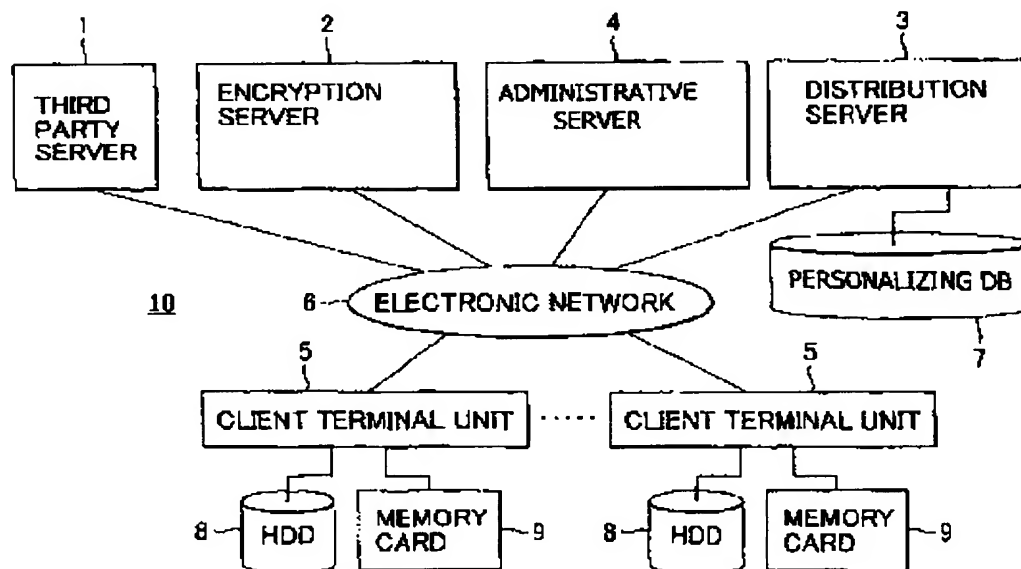 1
2
4
3
THIRD
PARTY
SERVER
ENCRYPTION
SERVER
ADMINISTRATIVE
SERVER
DISTRIBUTION
SERVER
PERSONALIZING DB
7
10
6
ELECTRONIC NETWORK
5
5
CLIENT TERMINAL UNIT
CLIENT TERMINAL UNIT
8
HDD
MEMORY
CARD
9
8
HDD
MEMORY
CARD
9